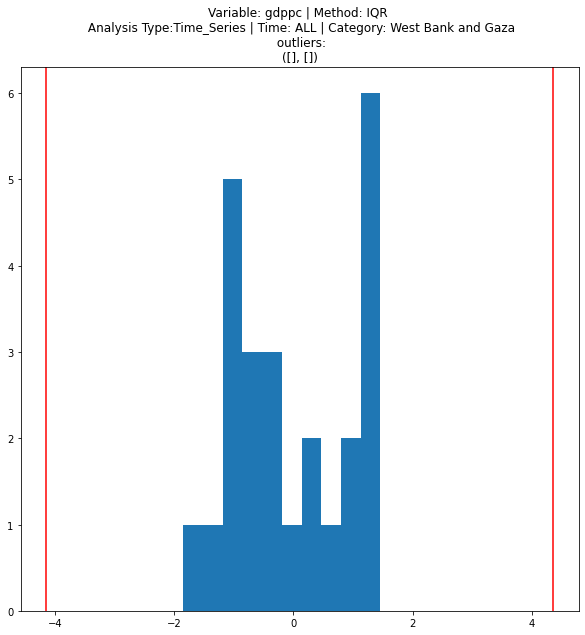 Variable: gdppc | Method: IQR
Analysis Type:Time_Series | Time: ALL | Category: West Bank and Gaza
outliers:
([], [])
6
5
4
3
2
1
0
−4 −2 0 2 4